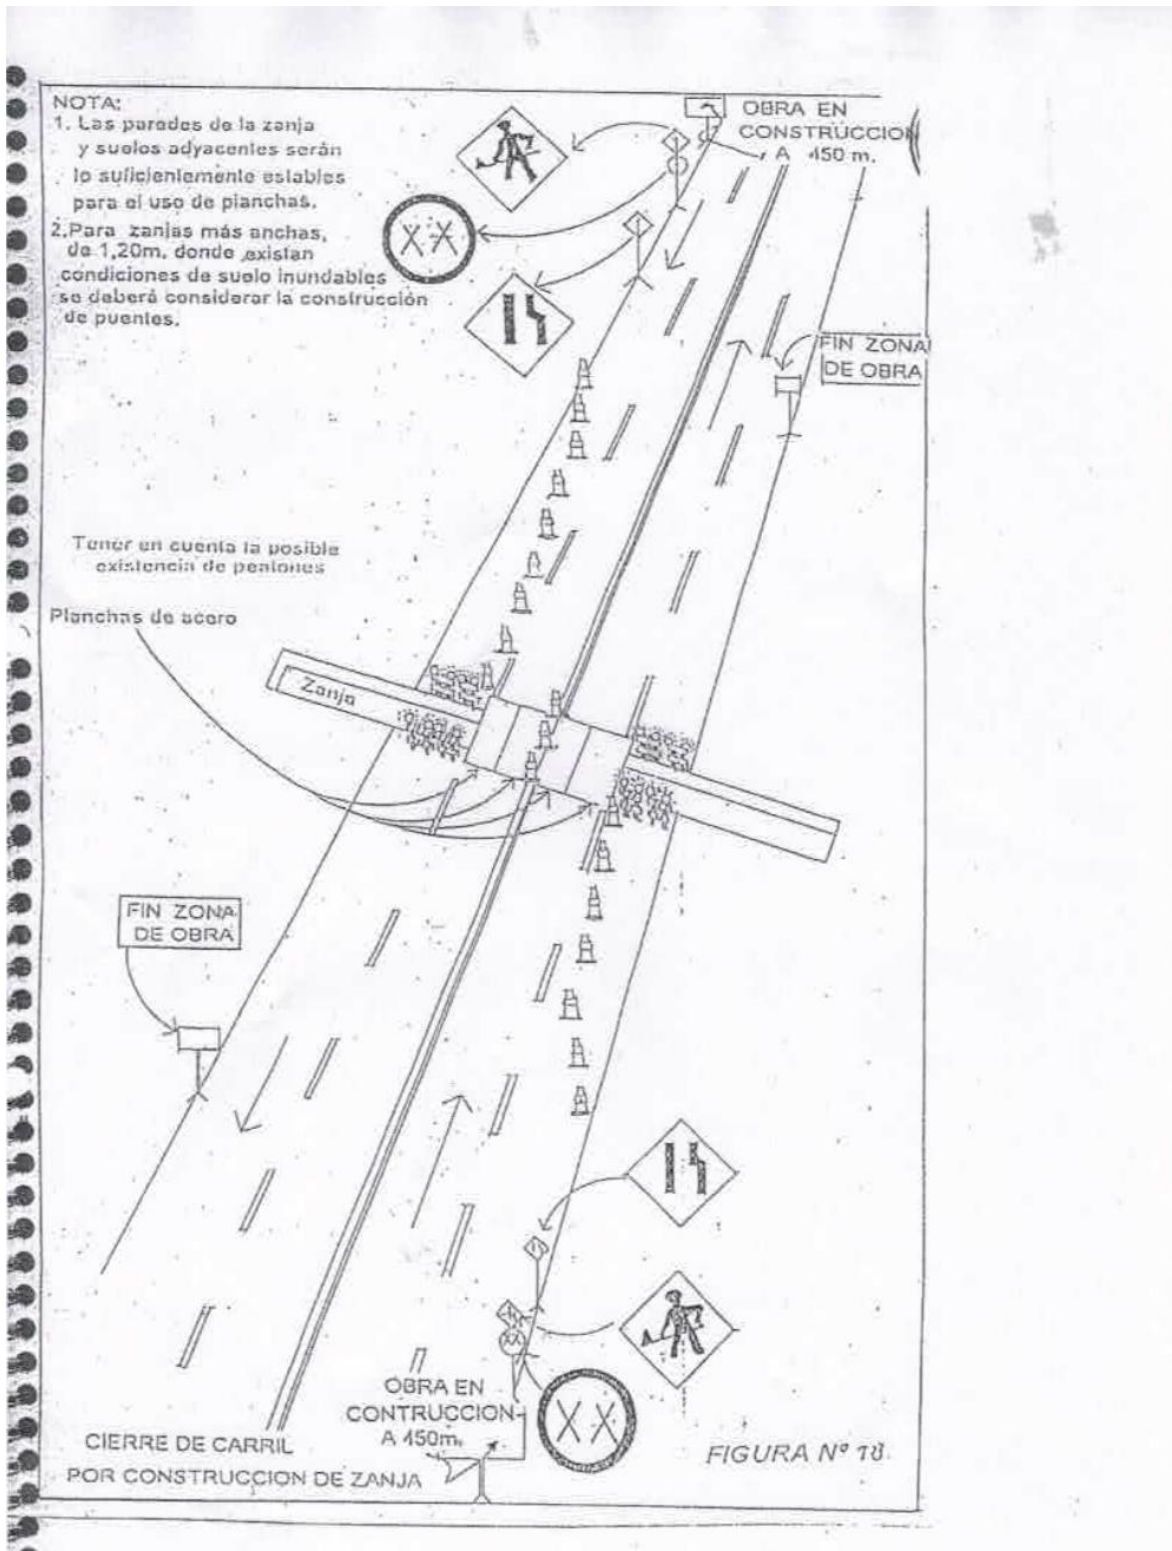 NOTA:
1. Las paredes de la zanja
y suelos adyacentes serán
lo suficientemente estables
para el uso de planchas.
2.Para zanjas más anchas,
de 1,20m. donde existan
condiciones de suelo inundables
se deberá considerar la construcción
de puentes.
OBRA EN
CONSTRUCCION
A 450 m.
X X
FIN ZONA
DE OBRA
Tener en cuenta la posible
existencia de peatones
Planchas de acero
Zanja
FIN ZONA
DE OBRA
OBRA EN
CONTRUCCION
A 450m.
X X
CIERRE DE CARRIL
POR CONSTRUCCION DE ZANJA
FIGURA Nº 18.